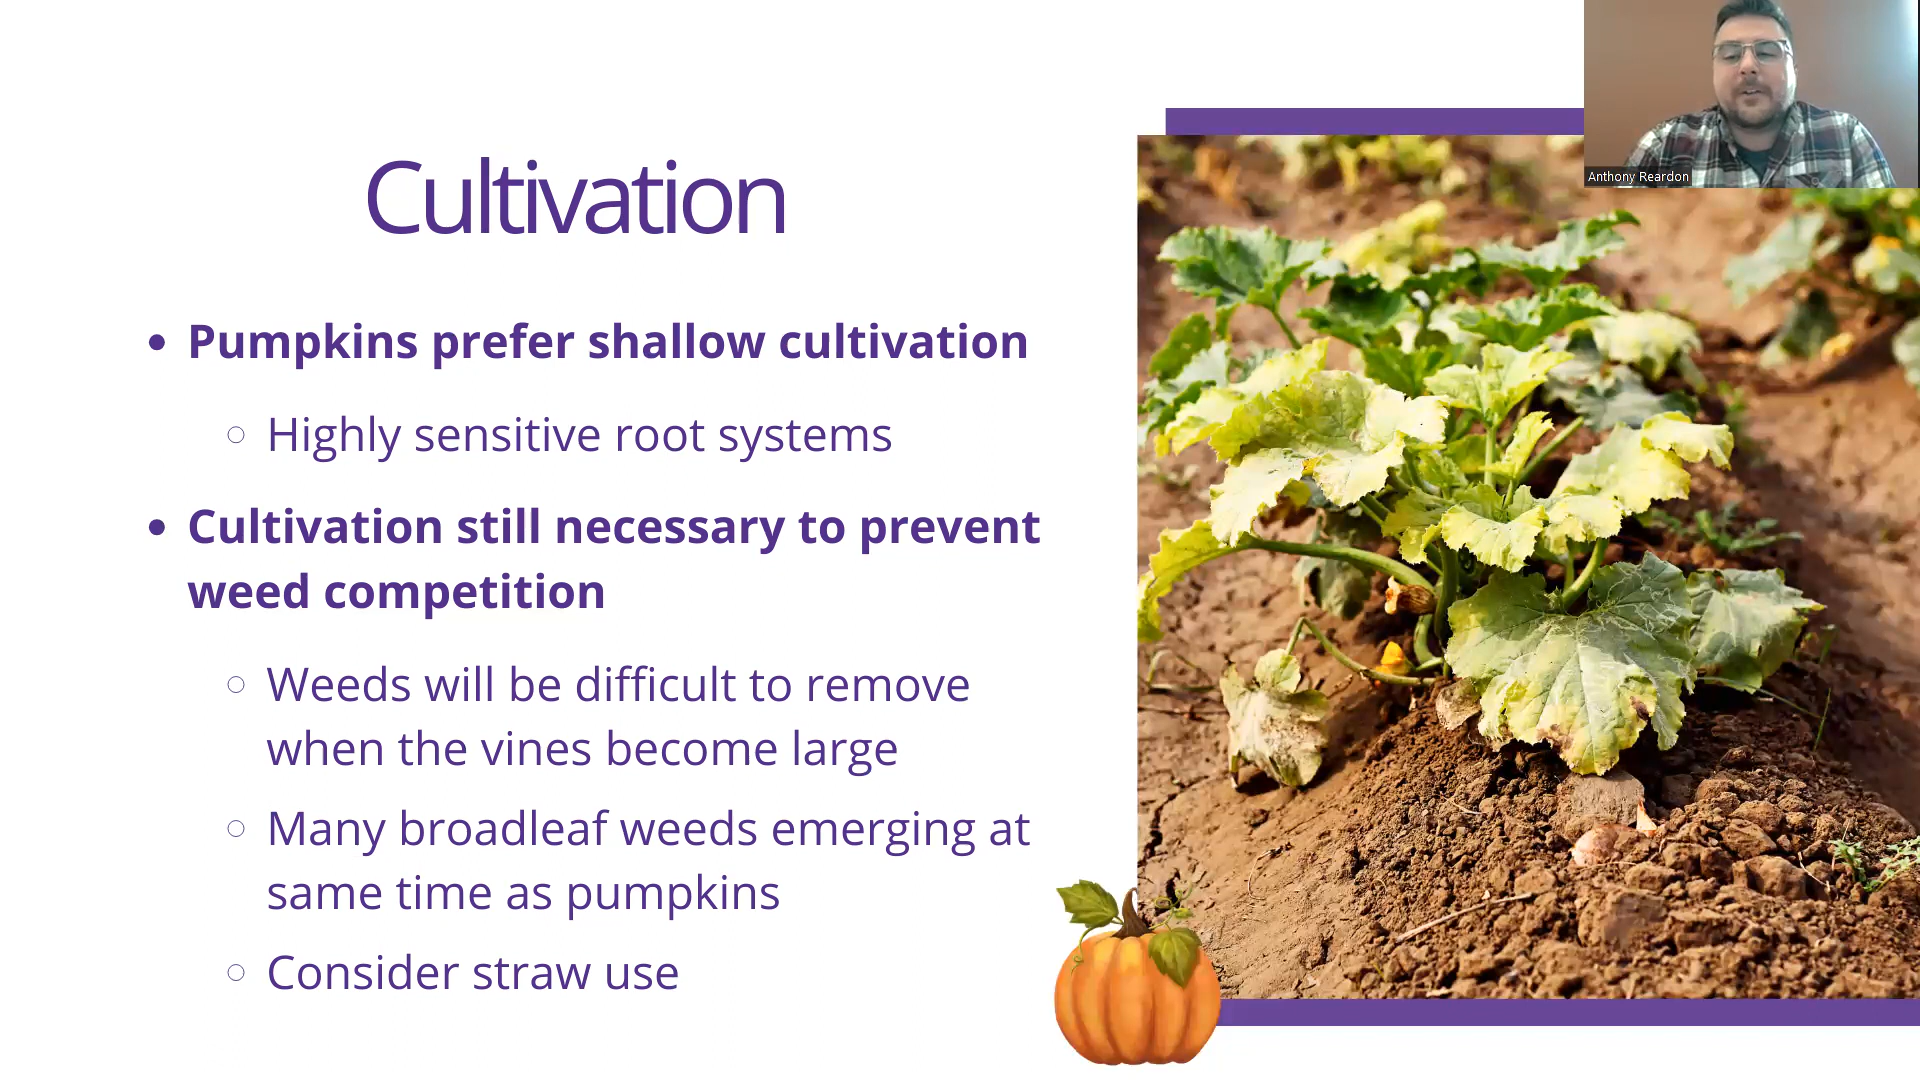 Anthony Reardon
Cultivation
Pumpkins prefer shallow cultivation
Highly sensitive root systems
Cultivation still necessary to prevent
weed competition
Weeds will be difficult to remove
when the vines become large
Many broadleaf weeds emerging at
same time as pumpkins
Consider straw use